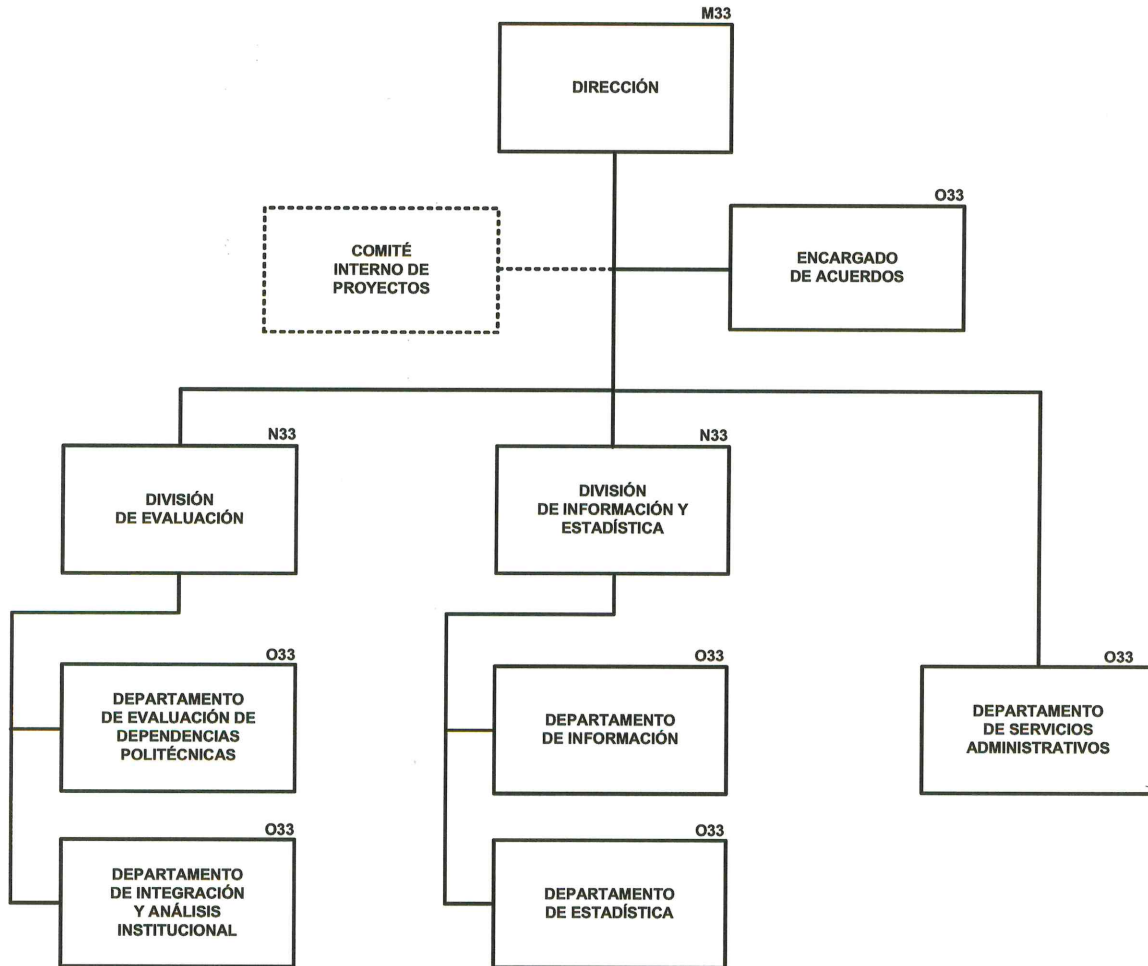 M33
DIRECCIÓN
COMITÉ
INTERNO DE
PROYECTOS
O33
ENCARGADO
DE ACUERDOS
N33
DIVISIÓN
DE EVALUACIÓN
N33
DIVISIÓN
DE INFORMACIÓN Y
ESTADÍSTICA
O33
DEPARTAMENTO
DE EVALUACIÓN DE
DEPENDENCIAS
POLITÉCNICAS
O33
DEPARTAMENTO
DE INFORMACIÓN
O33
DEPARTAMENTO
DE SERVICIOS
ADMINISTRATIVOS
O33
DEPARTAMENTO
DE INTEGRACIÓN
Y ANÁLISIS
INSTITUCIONAL
O33
DEPARTAMENTO
DE ESTADÍSTICA